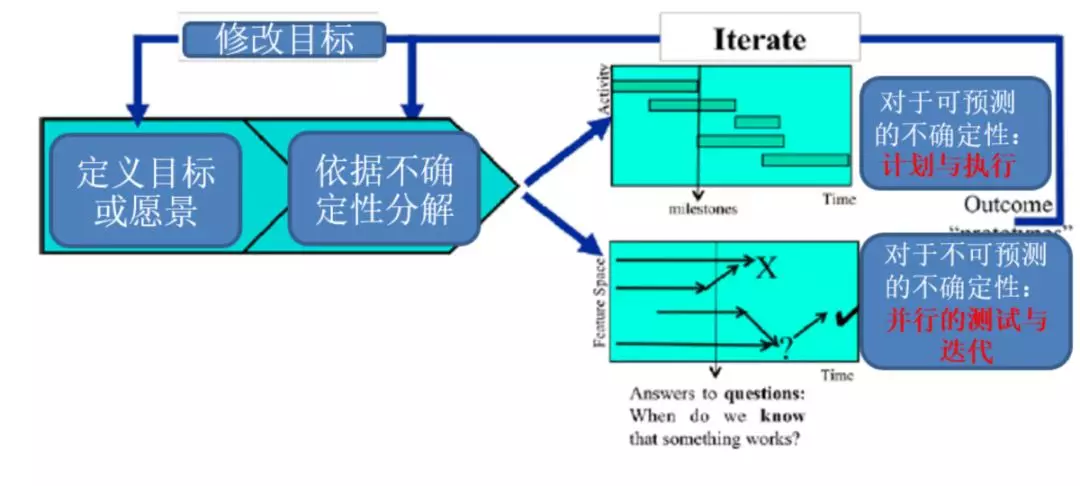 修改目标
Iterate
定义目标
或愿景
依据不确
定性分解
Activity
milestones
Time
对于可预测
的不确定性：
计划与执行
Outcome
Feature Space
X
?
Time
对于不可预测
的不确定性：
并行的测试与
迭代
Answers to questions:
When do we know
that something works?